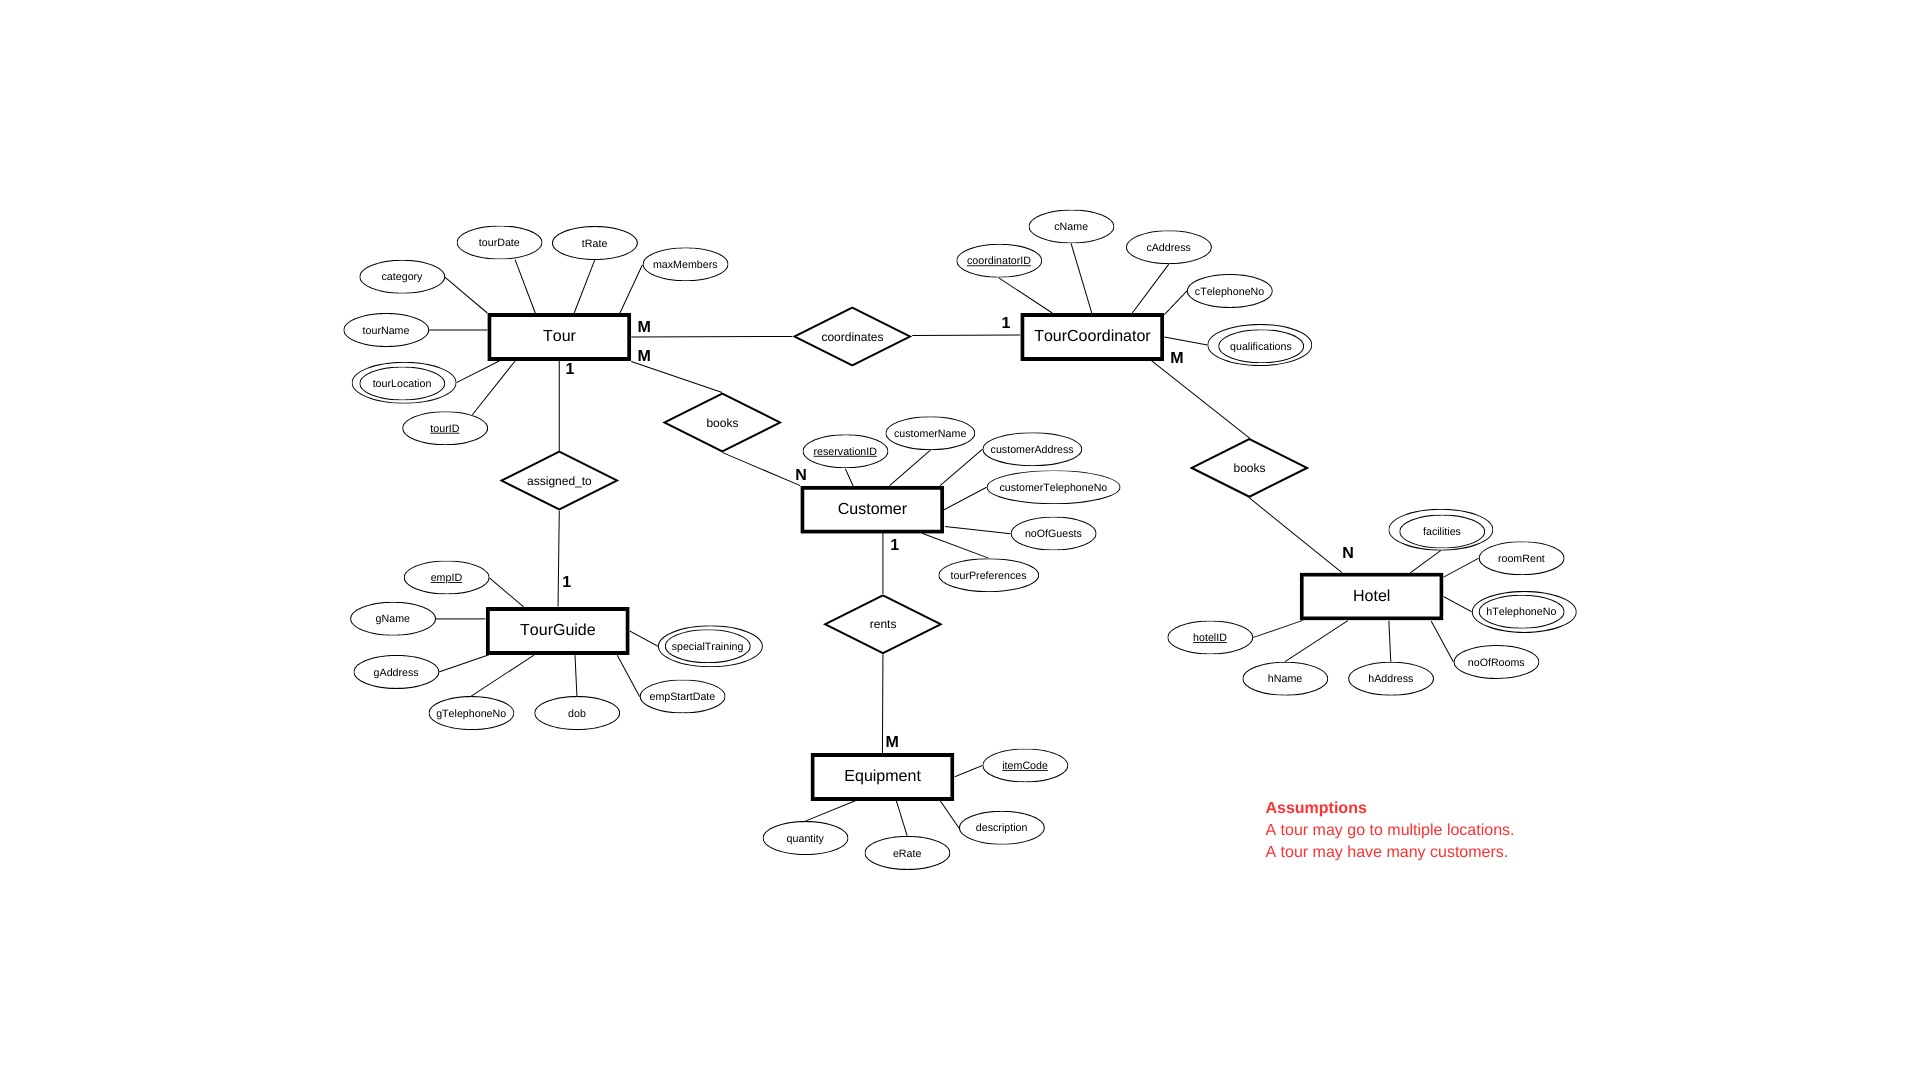 cName
tourDate
tRate
cAddress
coordinatorID
maxMembers
category
cTelephoneNo
tourName
Tour
M
coordinates
1
TourCoordinator
qualifications
M
M
1
tourLocation
tourID
books
reservationID
customerName
customerAddress
books
N
assigned_to
customerTelephoneNo
Customer
noOfGuests
facilities
1
N
roomRent
tourPreferences
empID
1
Hotel
hTelephoneNo
gName
TourGuide
rents
hotelID
specialTraining
noOfRooms
gAddress
hName
hAddress
empStartDate
gTelephoneNo
dob
M
itemCode
Equipment
Assumptions
A tour may go to multiple locations.
A tour may have many customers.
quantity
description
eRate